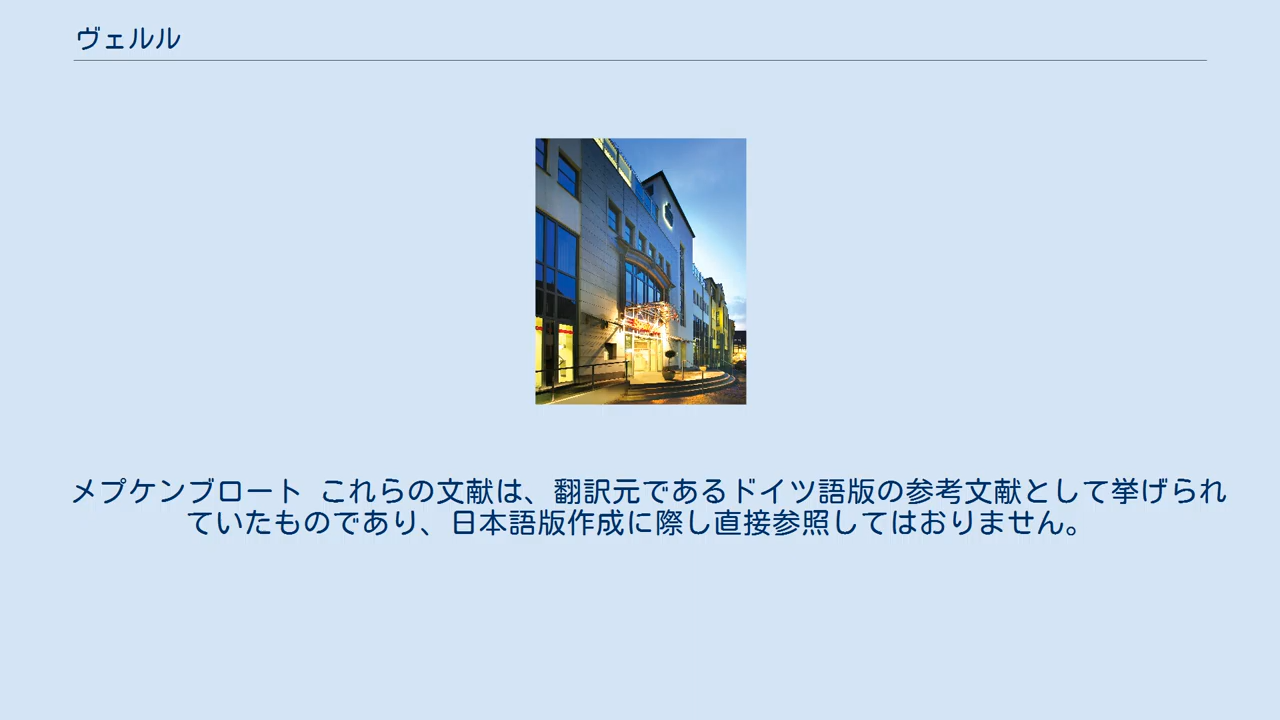 ヴェルル
メプケンブロート これらの文献は、翻訳元であるドイツ語版の参考文献として挙げられ
ていたものであり、日本語版作成に際し直接参照してはおりません。